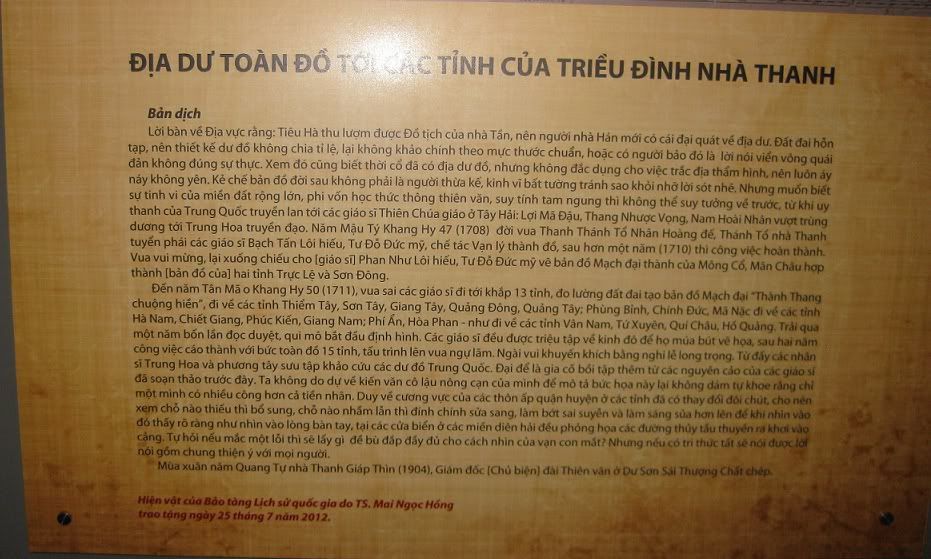 ĐỊA DƯ TOÀN ĐỒ TỚI CÁC TỈNH CỦA TRIỀU ĐÌNH NHÀ THANH
Bản dịch
Lời bàn về Địa vực rằng: Tiêu Hà thu lượm được Đồ tịch của nhà Tần, nên người nhà Hán mới có cái đại quát về địa dư. Đất đai hỗn
tạp, nên thiết kế dư đồ không chia tỉ lệ, lại không khảo chính theo mực thước chuẩn, hoặc có người bảo đó là lời nói viển vông quái
đản không đúng sự thực. Xem đó cũng biết thời cổ đã có địa dư đồ, nhưng không đắc dụng cho việc trắc địa thẩm hình, nên luôn áy
náy không yên. Kẻ chế bản đồ đời sau không phải là người thừa kế, kinh vĩ bất tường tránh sao khỏi nhỡ lời sót nhẽ. Nhưng muốn biết
sự tinh vi của miền đất rộng lớn, phi vốn học thức thông thiên văn, suy tính tam ngung thì không thể suy tưởng về trước, từ khi uy
thanh của Trung Quốc truyền lan tới các giáo sĩ Thiên Chúa giáo ở Tây Hải: Lợi Mã Đậu, Thang Nhược Vọng, Nam Hoài Nhân vượt trùng
dương tới Trung Hoa truyền đạo. Năm Mậu Tý Khang Hy 47 (1708) đời vua Thanh Thánh Tổ Nhân Hoàng đế, Thánh Tổ nhà Thanh
tuyển phái các giáo sĩ Bạch Tấn Lôi hiếu, Tư Đỗ Đức mỹ, chế tác Vạn lý thành đồ, sau hơn một năm (1710) thì công việc hoàn thành.
Vua vui mừng, lại xuống chiếu cho [giáo sĩ] Phan Như Lôi hiếu, Tư Đỗ Đức mỹ vẽ bản đồ Mạch đại thành của Mông Cổ, Mãn Châu hợp
thành [bản đồ của] hai tỉnh Trực Lệ và Sơn Đông.
Đến năm Tân Mão Khang Hy 50 (1711), vua sai các giáo sĩ đi tới khắp 13 tỉnh, đo lường đất đai tạo bản đồ Mạch đại "Thành Thang
chuộng hiền", đi về các tỉnh Thiểm Tây, Sơn Tây, Giang Tây, Quảng Đông, Quảng Tây; Phùng Bỉnh, Chính Đức, Mã Nặc đi về các tỉnh
Hà Nam, Chiết Giang, Phúc Kiến, Giang Nam; Phí Ẩn, Hòa Phan - như đi về các tỉnh Vân Nam, Tứ Xuyên, Quí Châu, Hồ Quảng. Trải qua
một năm bốn lần đọc duyệt, qui mô bắt đầu định hình. Các giáo sĩ đều được triệu tập về kinh đô để họ múa bút vẽ họa, sau hai năm
công việc cáo thành với bức toàn đồ 15 tỉnh, tấu trình lên vua ngự lãm. Ngài vui khuyến khích bằng nghi lễ long trọng. Từ đấy các nhân
sĩ Trung Hoa và phương tây sưu tập khảo cứu các dư đồ Trung Quốc. Đại để là gia cố bồi tập thêm từ các nguyên cảo của các giáo sĩ
đã soạn thảo trước đây. Ta không do dự về kiến văn cô lậu nông cạn của mình để mô tả bức họa này lại không dám tự khoe rằng chỉ
một mình có nhiều công hơn cả tiền nhân. Duy về cương vực của các thôn ấp quận huyện ở các tỉnh đã có thay đổi đôi chút, cho nên
xem chỗ nào thiếu thì bổ sung, chỗ nào nhầm lẫn thì đính chính sửa sang, làm bớt sai suyễn và làm sáng sủa hơn lên để khi nhìn vào
đó thấy rõ ràng như nhìn vào lòng bàn tay, tại các cửa biển ở các miền diên hải đều phỏng họa các đường thủy tầu thuyền ra khơi vào
cảng. Tự hỏi nếu mắc một lỗi thì sẽ lấy gì để bù đắp đầy đủ cho cách nhìn của vạn con mắt? Nhưng nếu có tri thức tất sẽ nói được lời
nói gồm chung thiện ý với mọi người.
Mùa xuân năm Quang Tự nhà Thanh Giáp Thìn (1904), Giám đốc [Chủ biện] đài Thiên văn ở Dư Sơn Sái Thượng Chất chép.
Hiện vật của Bảo tàng Lịch sử quốc gia do TS. Mai Ngọc Hồng
trao tặng ngày 25 tháng 7 năm 2012.